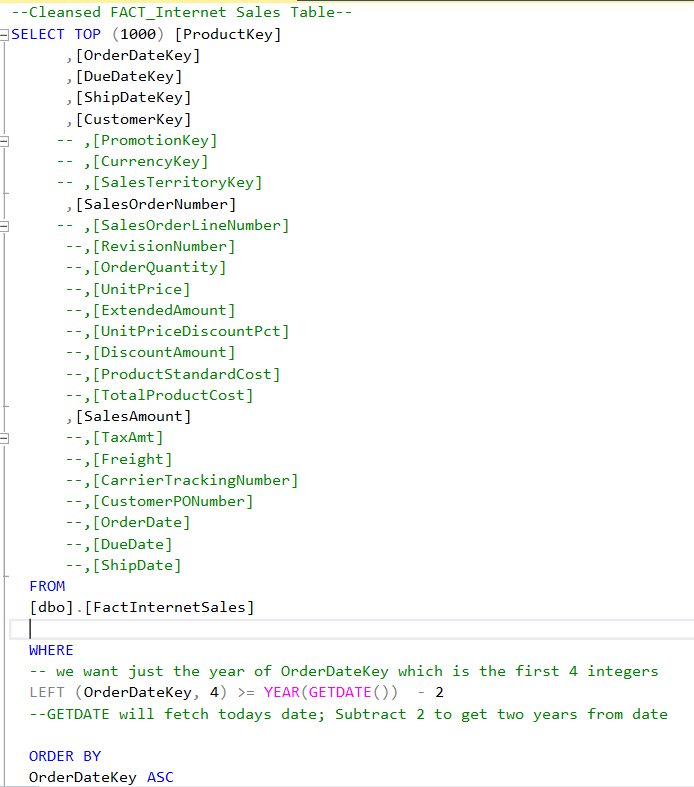 --Cleansed FACT_Internet Sales Table--
SELECT TOP (1000) [ProductKey]
,[OrderDateKey]
,[DueDateKey]
,[ShipDateKey]
,[CustomerKey]
-- ,[PromotionKey]
-- ,[CurrencyKey]
-- ,[SalesTerritoryKey]
,[SalesOrderNumber]
-- ,[SalesOrderLineNumber]
--,[RevisionNumber]
--,[OrderQuantity]
--,[UnitPrice]
--,[ExtendedAmount]
--,[UnitPriceDiscountPct]
--,[DiscountAmount]
--,[ProductStandardCost]
--,[TotalProductCost]
,[SalesAmount]
--,[TaxAmt]
--,[Freight]
--,[CarrierTrackingNumber]
--,[CustomerPONumber]
--,[OrderDate]
--,[DueDate]
--,[ShipDate]
FROM
[dbo].[FactInternetSales]
WHERE
-- we want just the year of OrderDateKey which is the first 4 integers
LEFT (OrderDateKey, 4) >= YEAR(GETDATE())  - 2
--GETDATE will fetch todays date; Subtract 2 to get two years from date
ORDER BY
OrderDateKey ASC